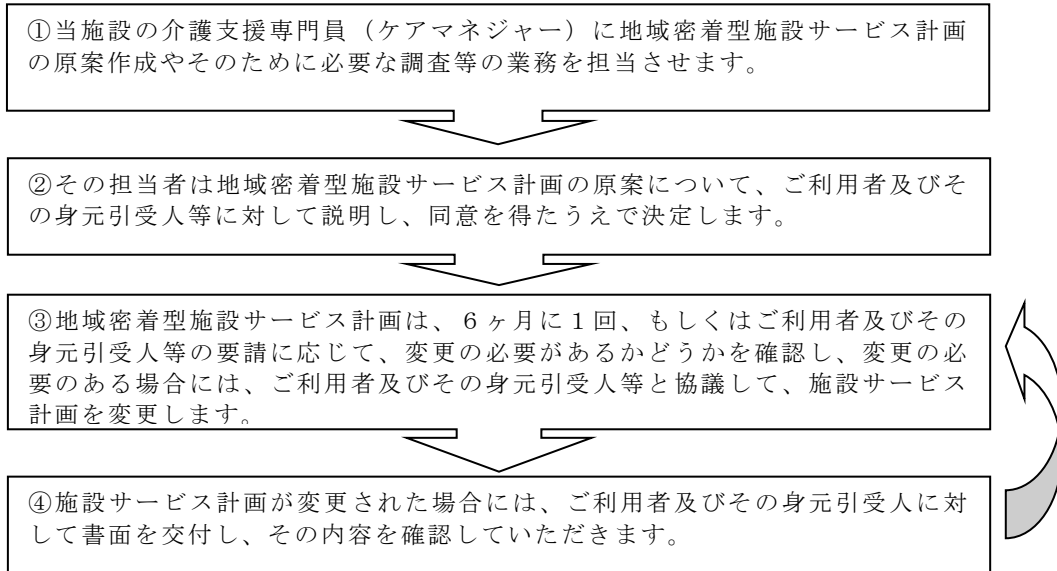 ①当施設の介護支援専門員（ケアマネジャー）に地域密着型施設サービス計画
の原案作成やそのために必要な調査等の業務を担当させます。
②その担当者は地域密着型施設サービス計画の原案について、ご利用者及びそ
の身元引受人等に対して説明し、同意を得たうえで決定します。
③地域密着型施設サービス計画は、６ヶ月に１回、もしくはご利用者及びその
身元引受人等の要請に応じて、変更の必要があるかどうかを確認し、変更の必
要のある場合には、ご利用者及びその身元引受人等と協議して、施設サービス
計画を変更します。
④施設サービス計画が変更された場合には、ご利用者及びその身元引受人に対
して書面を交付し、その内容を確認していただきます。